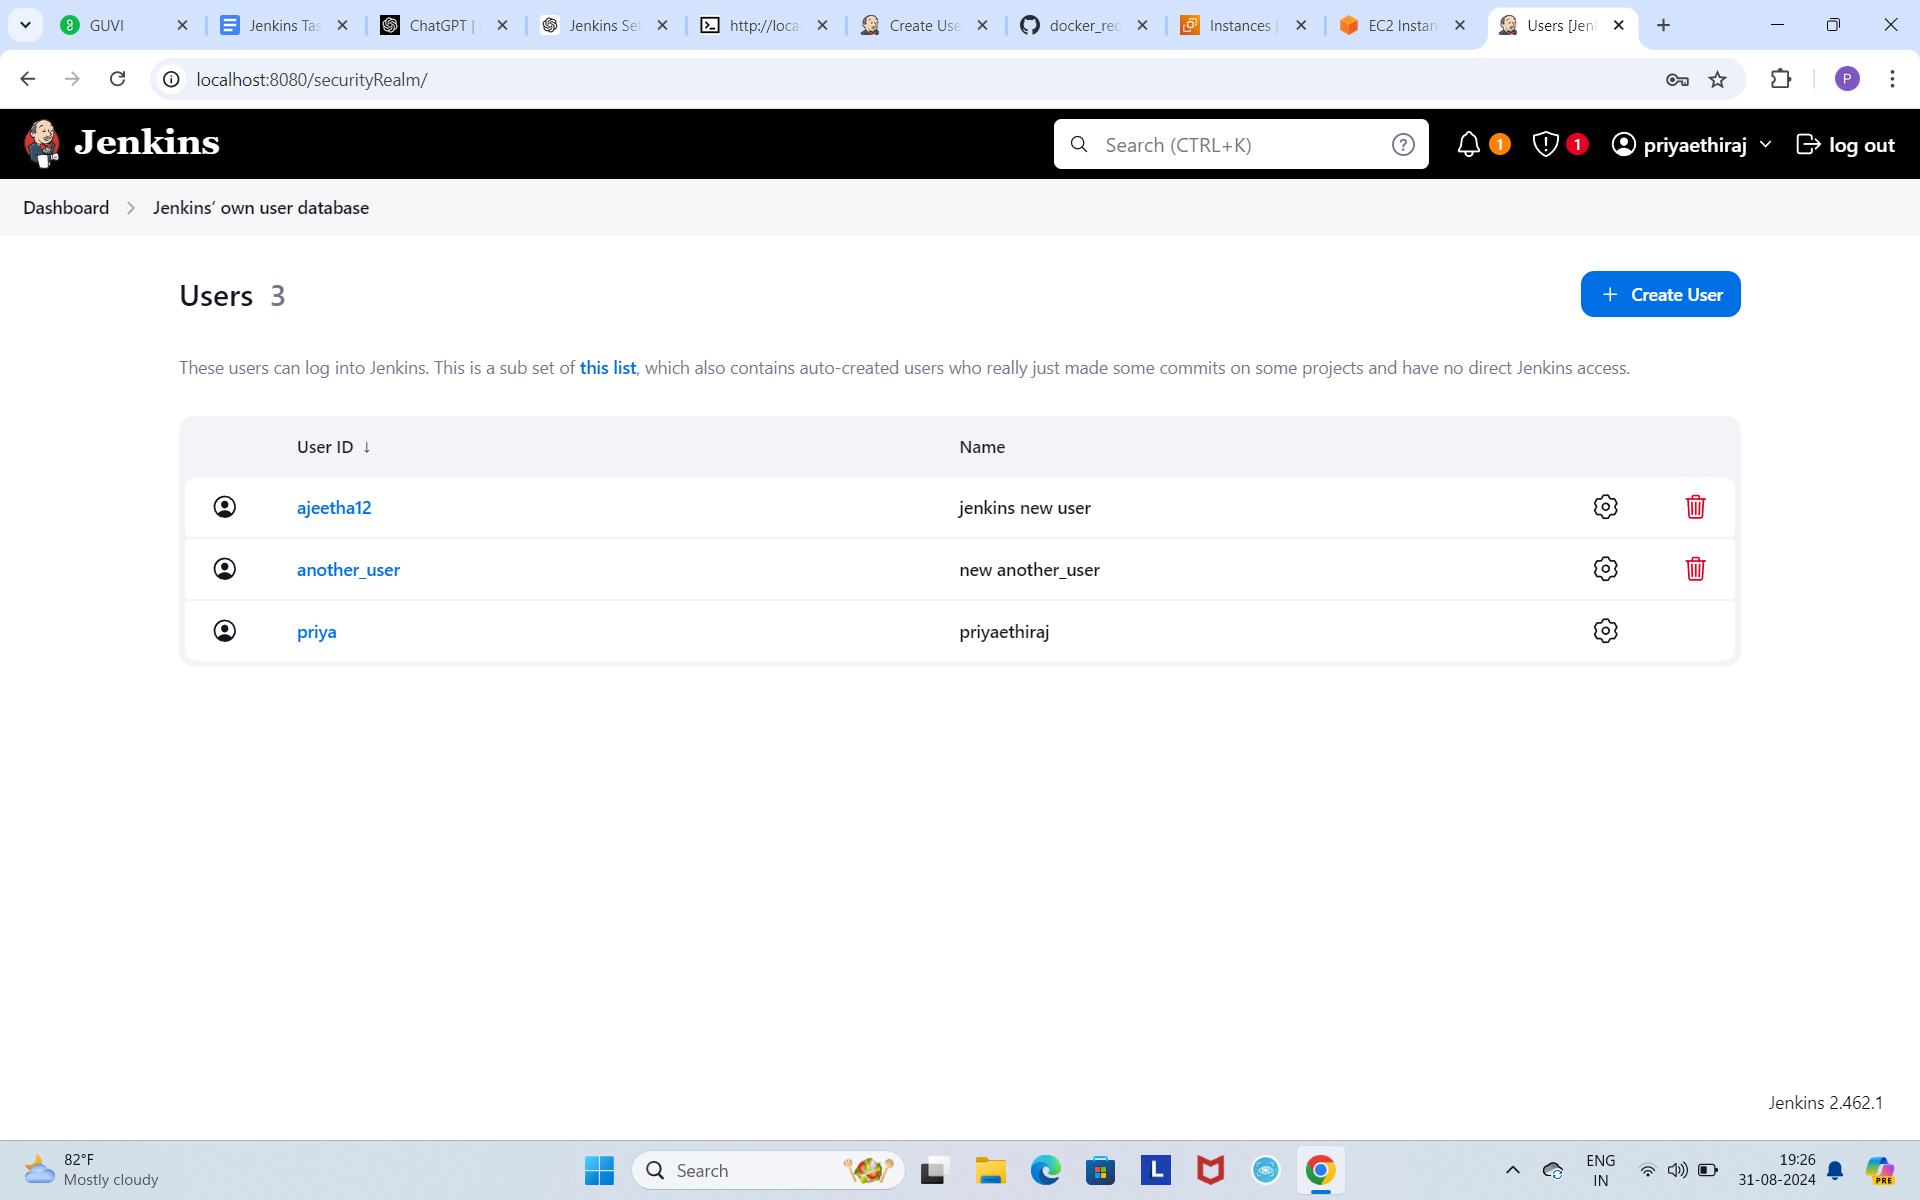 GUVI
Jenkins Tas
ChatGPT |
Jenkins Set
http://loca
Create Use
docker_red
Instances |
EC2 Instan
Users [Jen
localhost:8080/securityRealm/
P
Jenkins
Search (CTRL+K)
?
1
1
priyaethiraj
log out
Dashboard
Jenkins’ own user database
Users 3
+ Create User
These users can log into Jenkins. This is a sub set of this list, which also contains auto-created users who really just made some commits on some projects and have no direct Jenkins access.
User ID ↓ Name
ajeetha12 jenkins new user
another_user new another_user
priya priyaethiraj
Jenkins 2.462.1
82°F
Mostly cloudy
Search
L
ENG
IN
19:26
31-08-2024
PRE